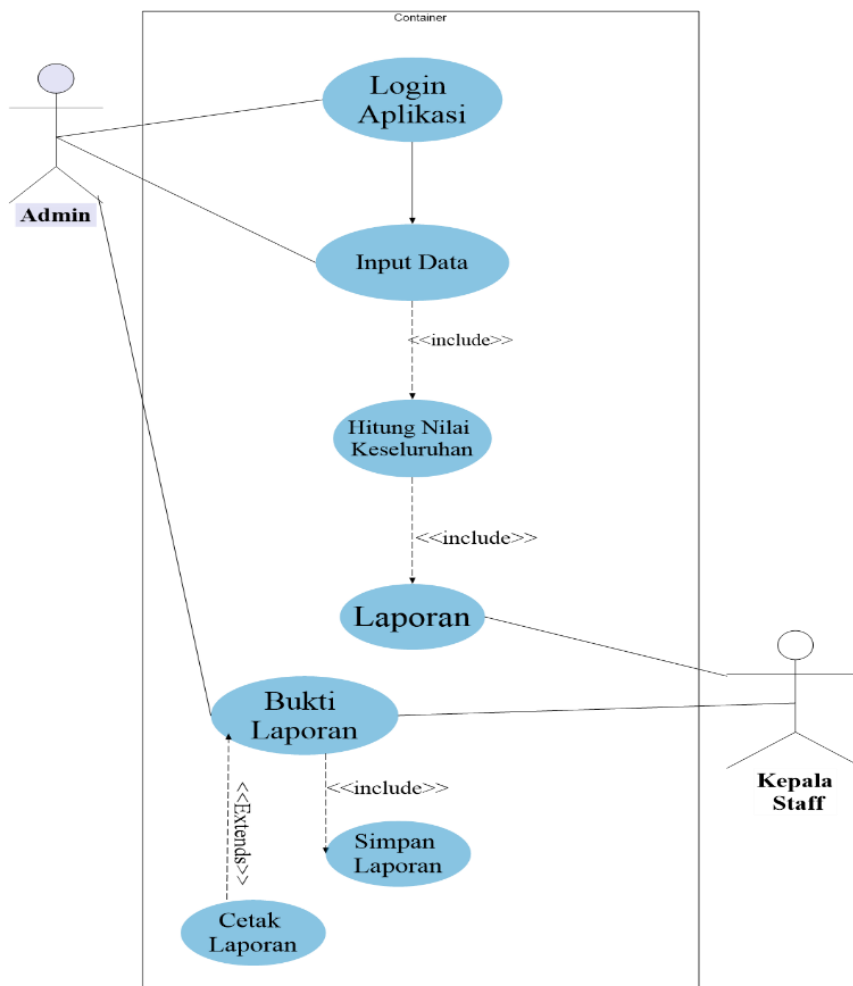 Container
Login
Aplikasi
Admin
Input Data
<<include>>
Hitung Nilai
Keseluruhan
<<include>>
Laporan
Bukti
Laporan
Kepala
Staff
<<include>>
<<Extends>>
Simpan
Laporan
Cetak
Laporan